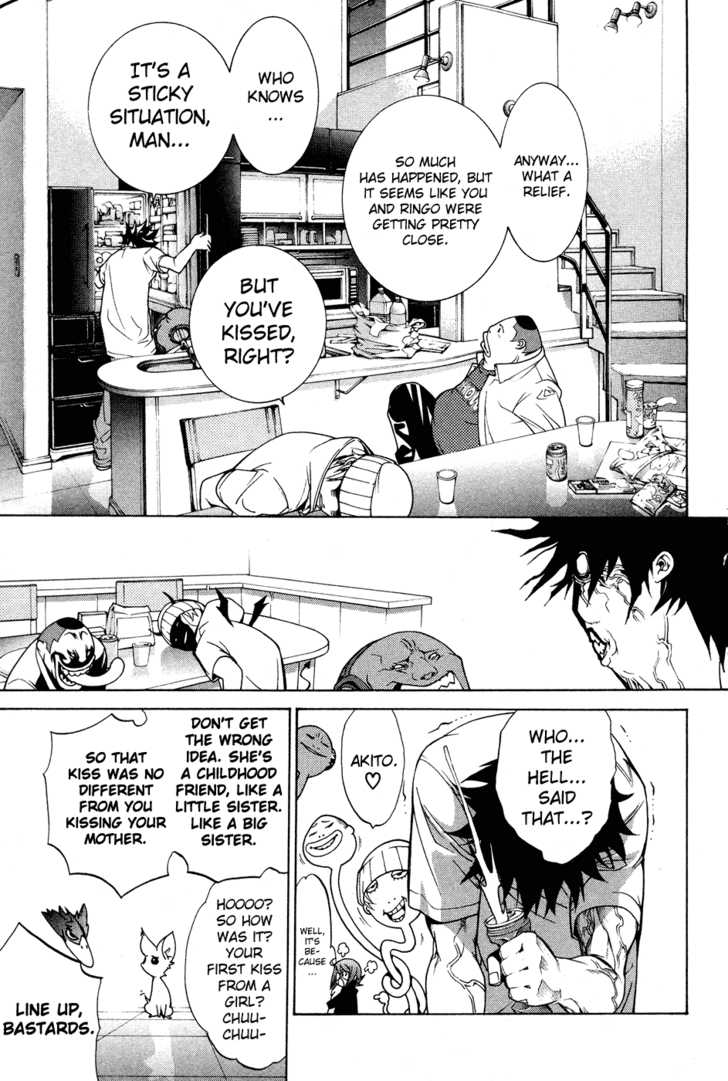 ANYWAY...
WHAT A
RELIEF.
SO MUCH
HAS HAPPENED, BUT
IT SEEMS LIKE YOU
AND RINGO WERE
GETTING PRETTY
CLOSE.
WHO
KNOWS
...
IT'S A
STICKY
SITUATION,
MAN...
BUT
YOU'VE
KISSED,
RIGHT?
WHO...
THE
HELL...
SAID
THAT...?
AKITO.
♡
WELL,
IT'S
BE-
CAUSE
...
DON'T GET
THE WRONG
IDEA. SHE'S
A CHILDHOOD
FRIEND, LIKE A
LITTLE SISTER.
LIKE A BIG
SISTER.
SO THAT
KISS WAS NO
DIFFERENT
FROM YOU
KISSING YOUR
MOTHER.
HOOOO?
SO HOW
WAS IT?
YOUR
FIRST KISS
FROM A
GIRL?
CHUU-
CHUU-
LINE UP,
BASTARDS.